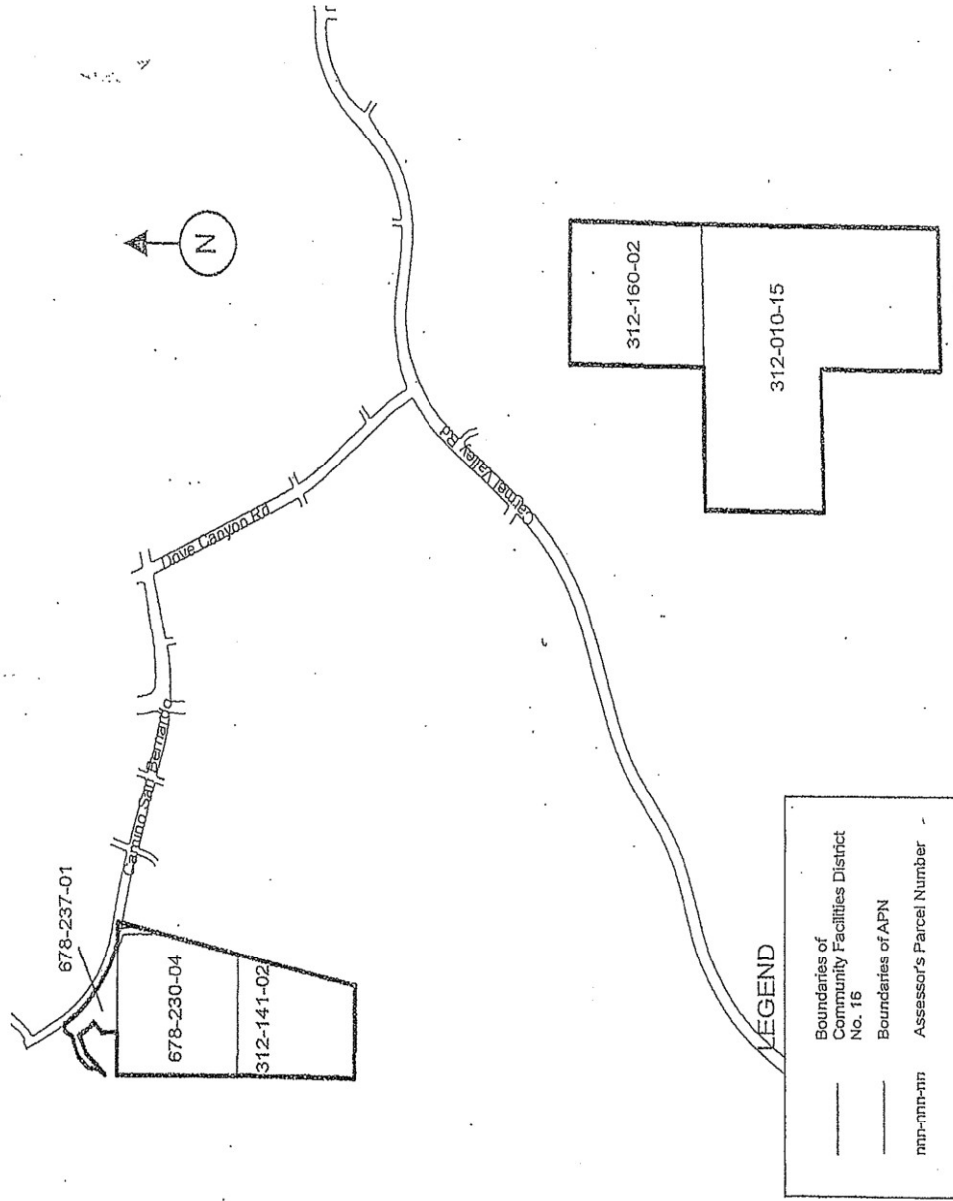 N
678-237-01
Camino San Bernardo
Dove Canyon Rd
678-230-04
312-141-02
Carmel Valley Rd
312-160-02
312-010-15
LEGEND
Boundaries of
Community Facilities District
No. 16
Boundaries of APN
nnn-nnn-nn Assessor's Parcel Number